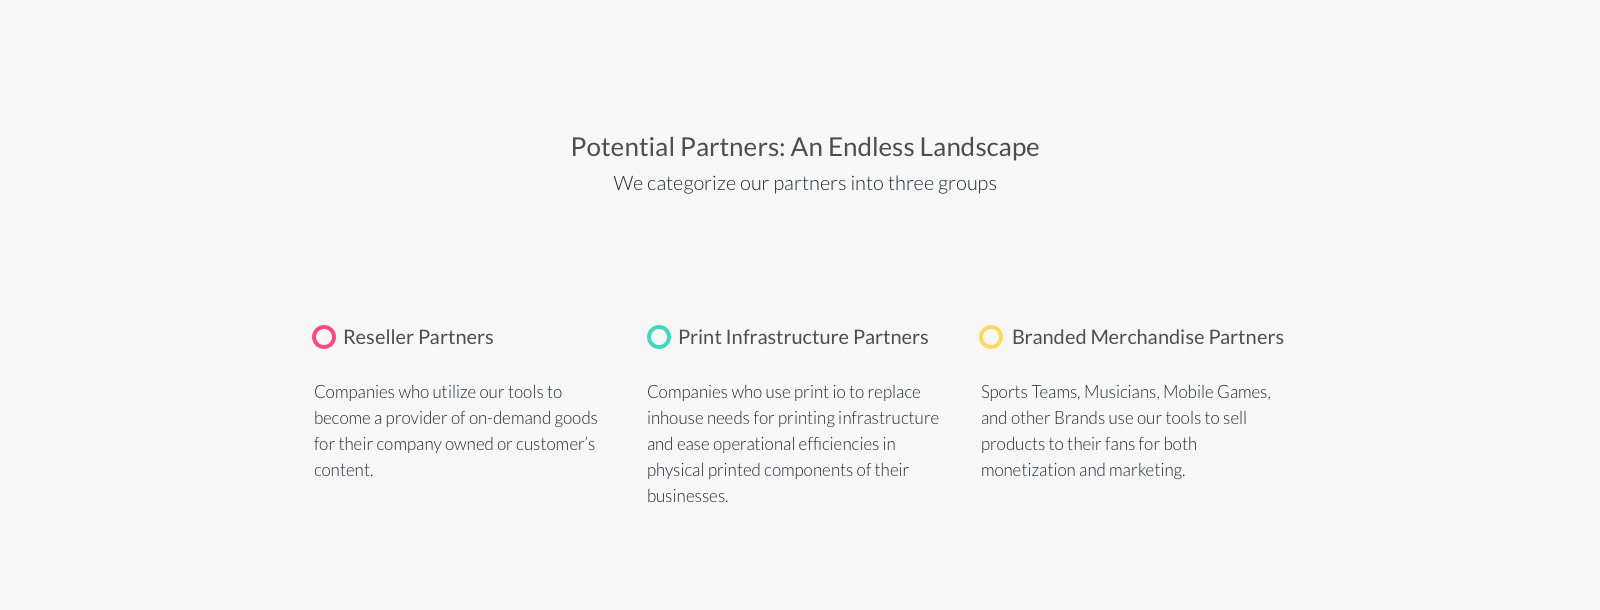 Potential Partners: An Endless Landscape
We categorize our partners into three groups
Reseller Partners
Companies who utilize our tools to
become a provider of on-demand goods
for their company owned or customer's
content.
Print Infrastructure Partners
Companies who use print io to replace
inhouse needs for printing infrastructure
and ease operational efficiencies in
physical printed components of their
businesses.
Branded Merchandise Partners
Sports Teams, Musicians, Mobile Games,
and other Brands use our tools to sell
products to their fans for both
monetization and marketing.